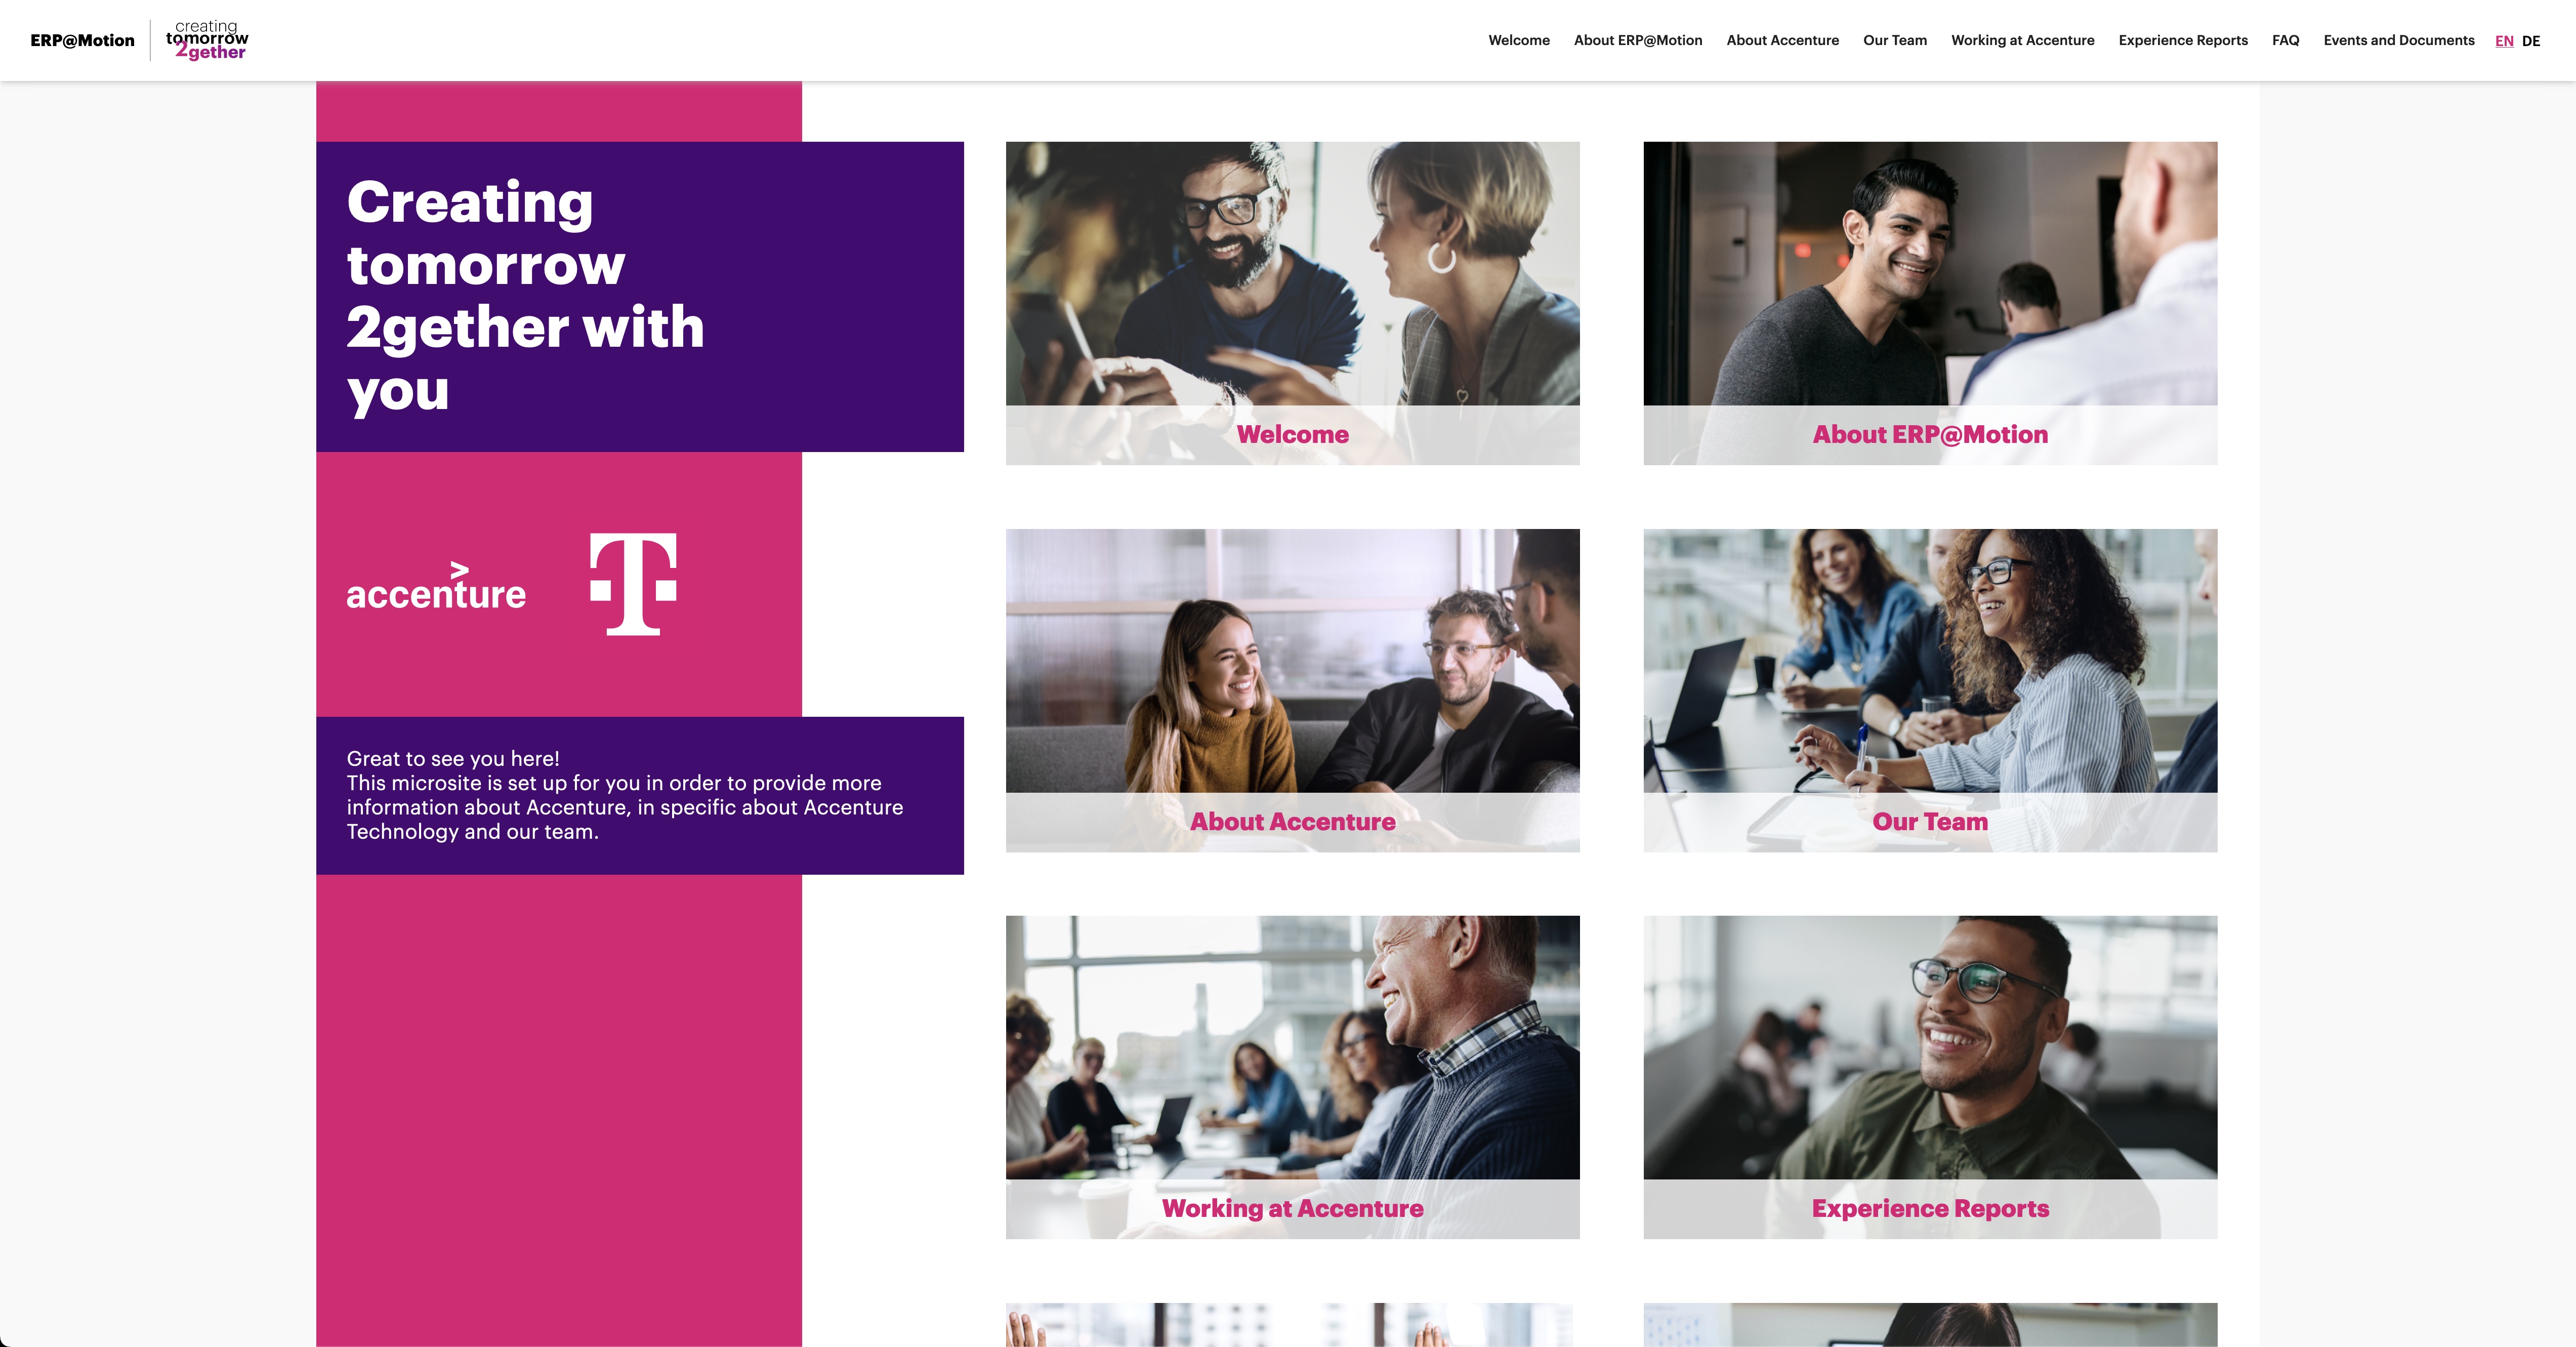 ERP@Motion
creating
tomorrow
2gether
Welcome About ERP@Motion About Accenture Our Team Working at Accenture Experience Reports FAQ Events and Documents EN DE
Creating
tomorrow
2gether with
you
accenture
T
Great to see you here!
This microsite is set up for you in order to provide more
information about Accenture, in specific about Accenture
Technology and our team.
Welcome
About ERP@Motion
About Accenture
Our Team
Working at Accenture
Experience Reports